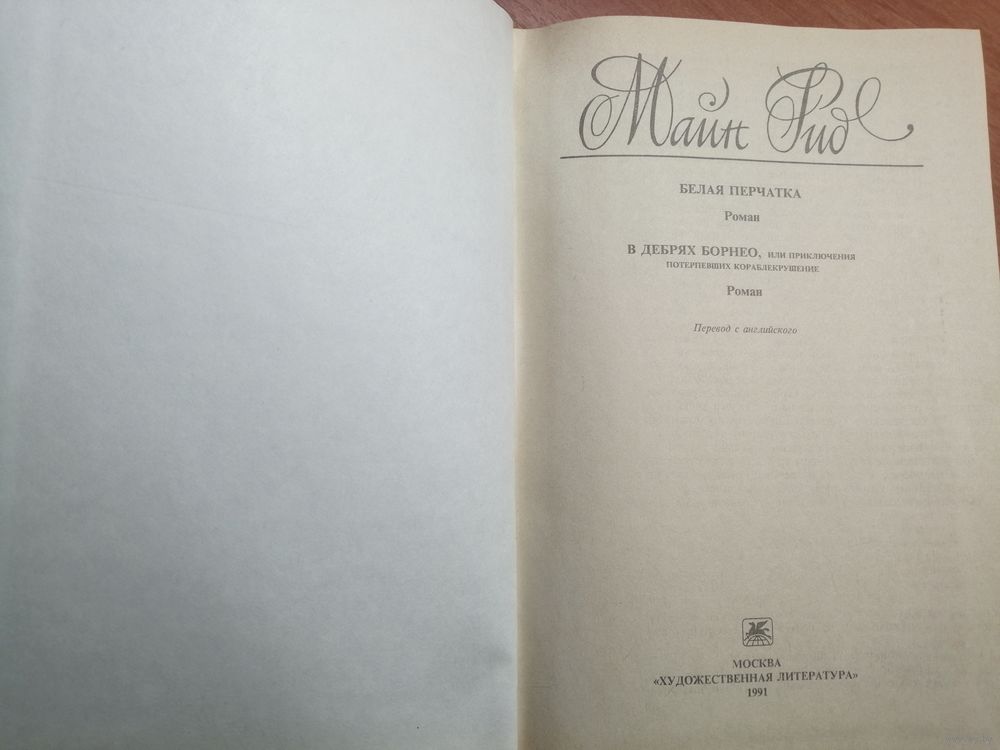 Майн Рид
БЕЛАЯ ПЕРЧАТКА
Роман
В ДЕБРЯХ БОРНЕО, ИЛИ ПРИКЛЮЧЕНИЯ
ПОТЕРПЕВШИХ КОРАБЛЕКРУШЕНИЕ
Роман
Перевод с английского
МОСКВА
«ХУДОЖЕСТВЕННАЯ ЛИТЕРАТУРА»
1991